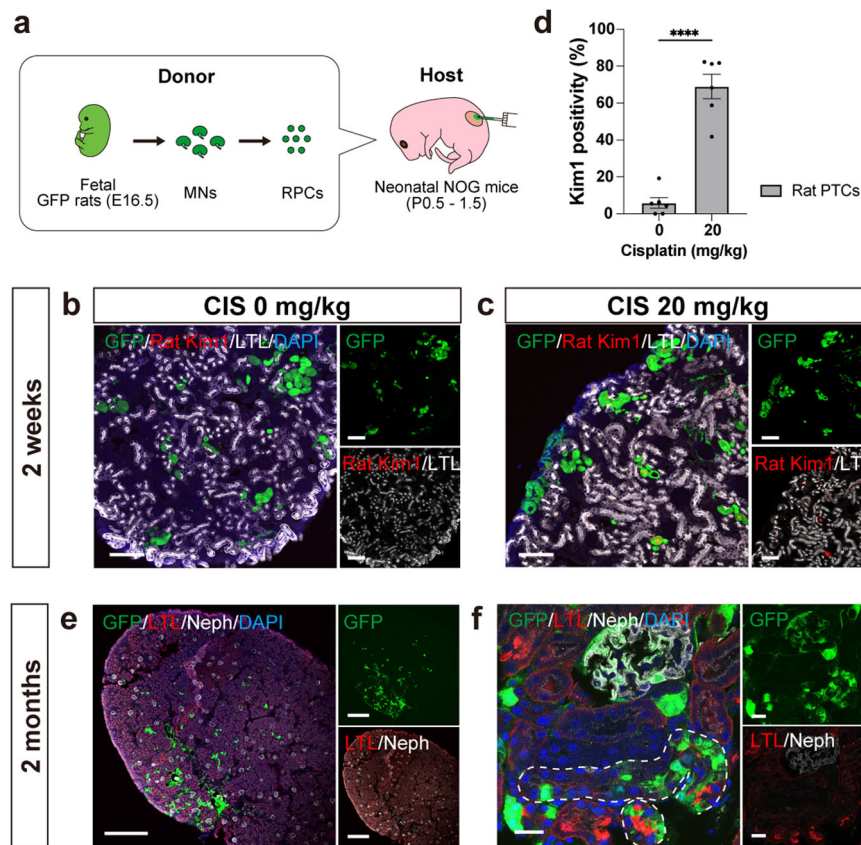 a
Donor
Host
Fetal
GFP rats (E16.5)
MNs
RPCs
Neonatal NOG mice
(P0.5 - 1.5)
d
****
Kim1 positivity (%)
100
80
60
40
20
0
0
20
Cisplatin (mg/kg)
Rat PTCs
2 weeks
b
CIS 0 mg/kg
GFP/Rat Kim1/LTL/DAPI
GFP
Rat Kim1/LTL
c
CIS 20 mg/kg
GFP/Rat Kim1/LTL/DAPI
GFP
Rat Kim1/LTL
2 months
e
GFP/LTL/Neph/DAPI
GFP
LTL/Neph
f
GFP/LTL/Neph/DAPI
GFP
LTL/Neph